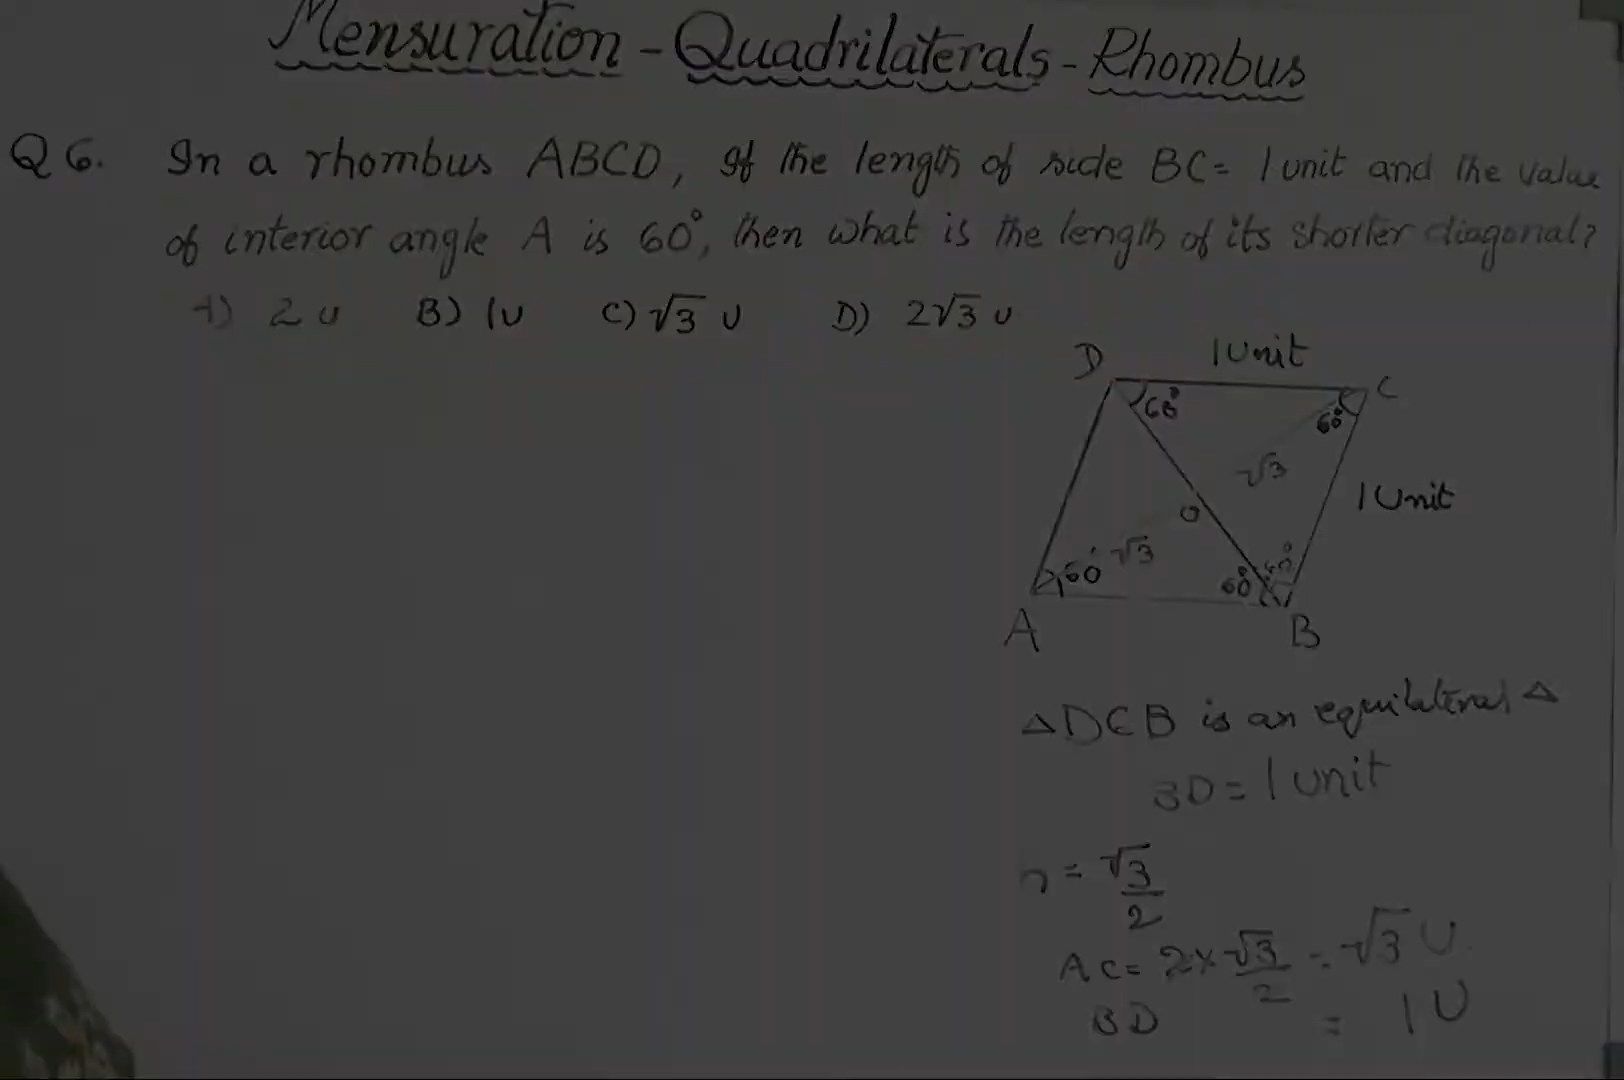 Mensuration - Quadrilaterals - Rhombus
Q6. In a rhombus ABCD, If the length of side BC = 1 unit and the value
of interior angle A is 60°, then what is the length of its shorter diagonal?
A) 2 U B) 1U C) √3 U D) 2√3 U
D 1 Unit C
60° 60°
√3
1 Unit
O
60° √3 60° 60°
A B
△DCB is an equilateral △
BD = 1 unit
= √3/2
AC = 2 × √3/2 = √3 U
BD = 1 U